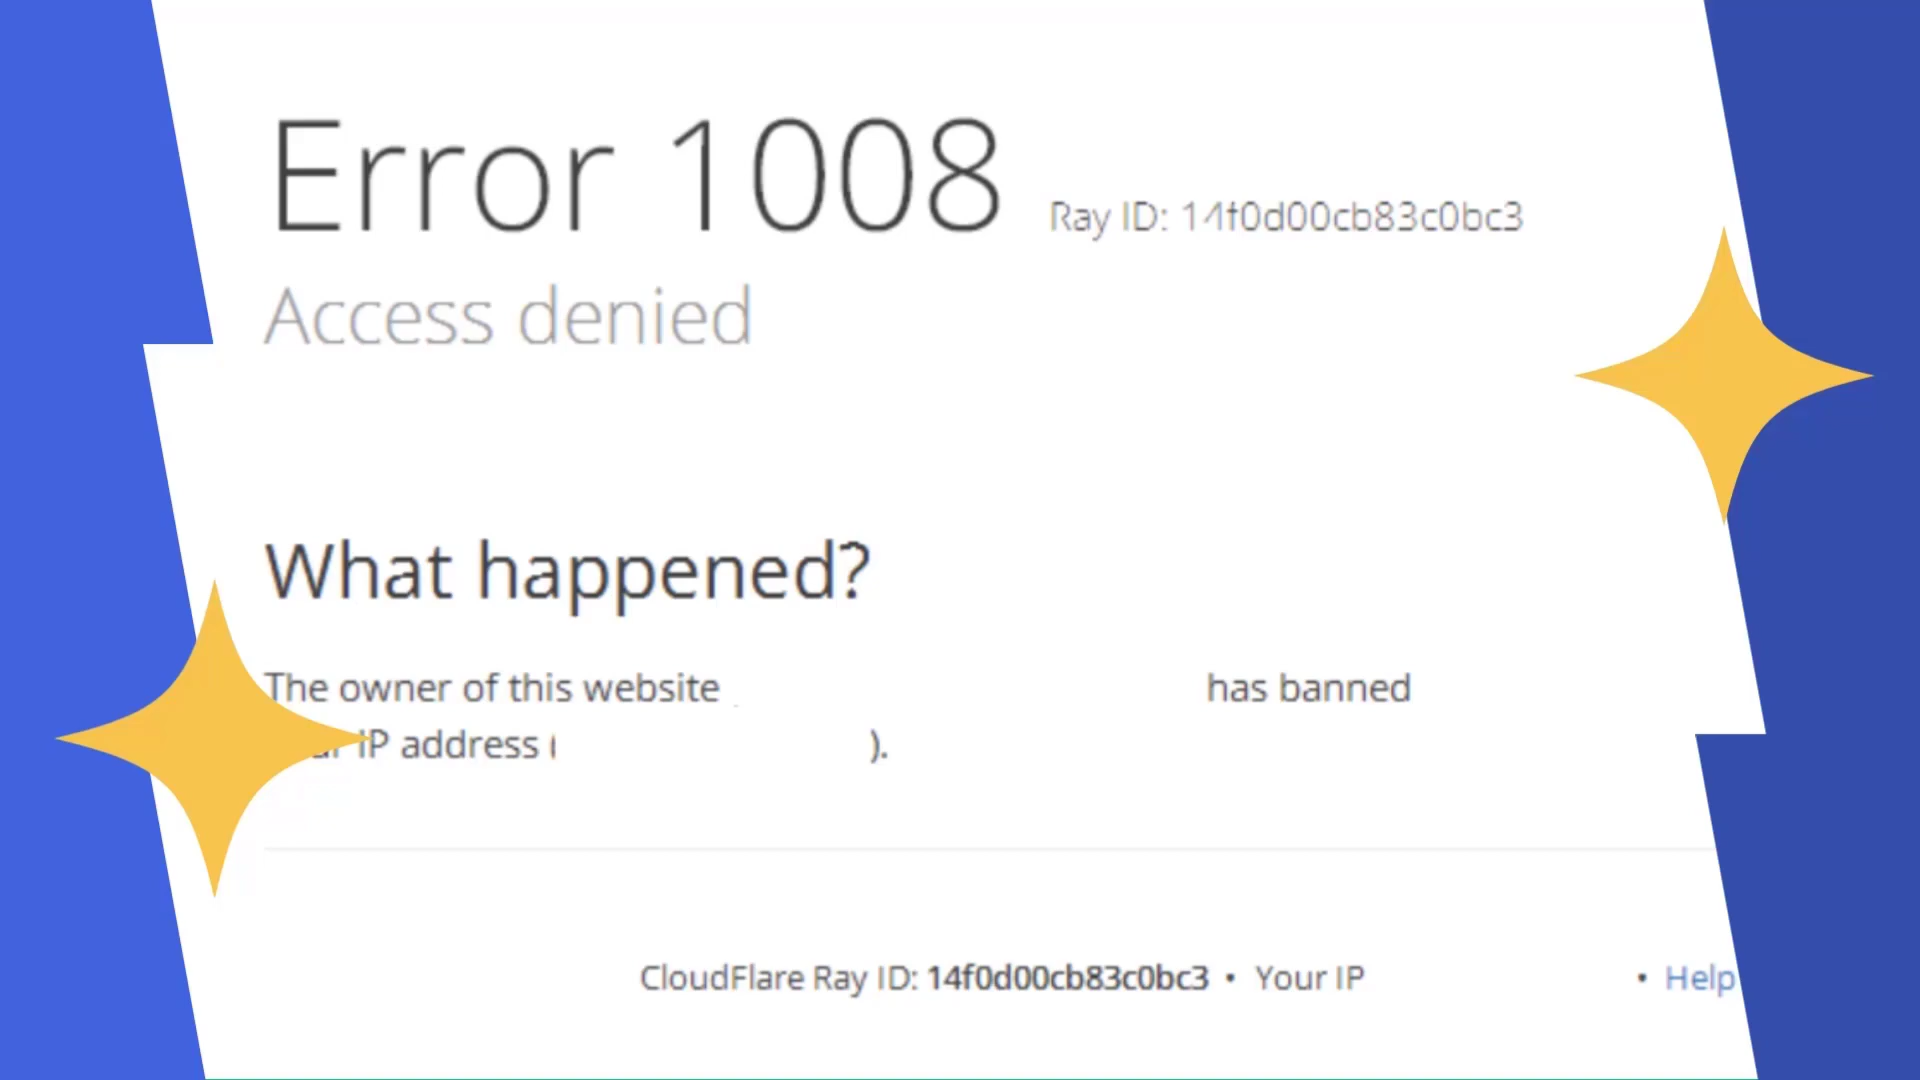 Error 1008 Ray ID: 14f0d00cb83c0bc3
Access denied
What happened?
The owner of this website has banned
IP address ( ).
CloudFlare Ray ID: 14f0d00cb83c0bc3 • Your IP • Help